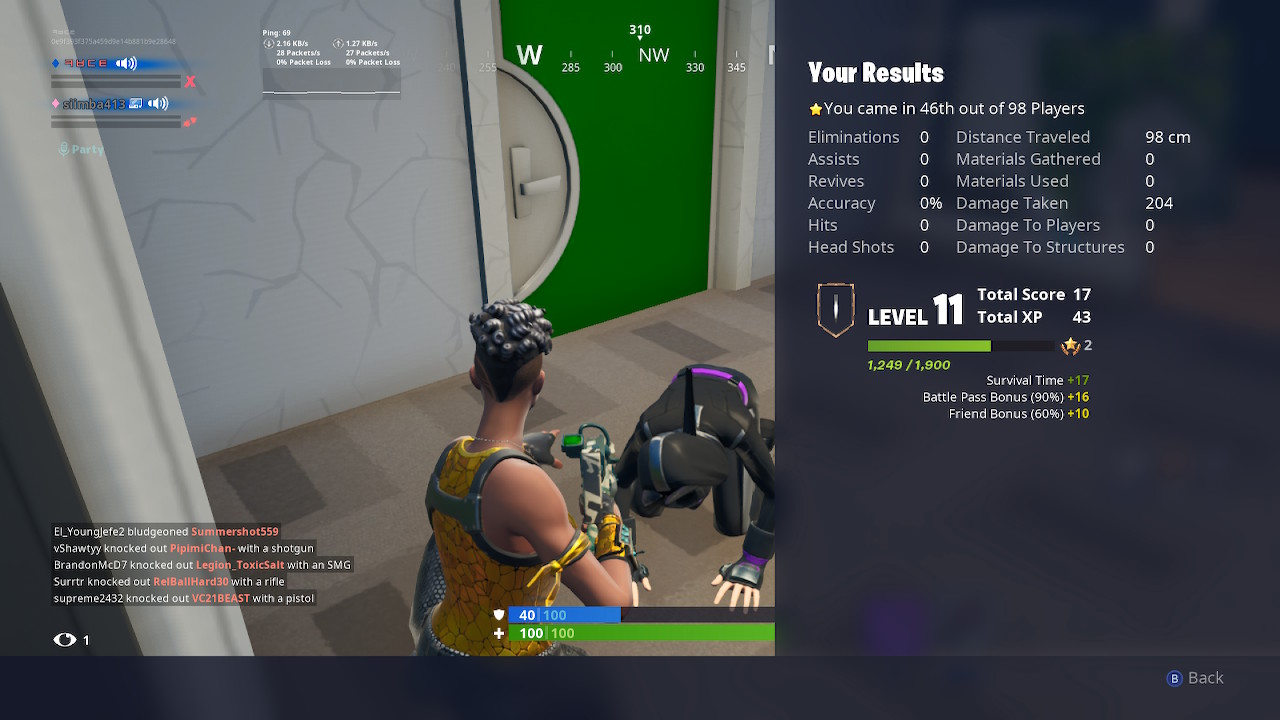 Ping: 69
2.16 KB/s 1.27 KB/s
28 Packets/s 27 Packets/s
0% Packet Loss 0% Packet Loss
siimba413
Party
310
W NW
240 255 285 300 330 345
Your Results
You came in 46th out of 98 Players
Eliminations 0 Distance Traveled 98 cm
Assists 0 Materials Gathered 0
Revives 0 Materials Used 0
Accuracy 0% Damage Taken 204
Hits 0 Damage To Players 0
Head Shots 0 Damage To Structures 0
LEVEL 11
Total Score 17
Total XP 43
2
1,249 / 1,900
Survival Time +17
Battle Pass Bonus (90%) +16
Friend Bonus (60%) +10
El_YoungJefe2 bludgeoned Summershot559
vShawtyy knocked out PipimiChan- with a shotgun
BrandonMcD7 knocked out Legion_ToxicSalt with an SMG
Surrtr knocked out RelBallHard30 with a rifle
supreme2432 knocked out VC21BEAST with a pistol
40 100
100 100
1
B Back